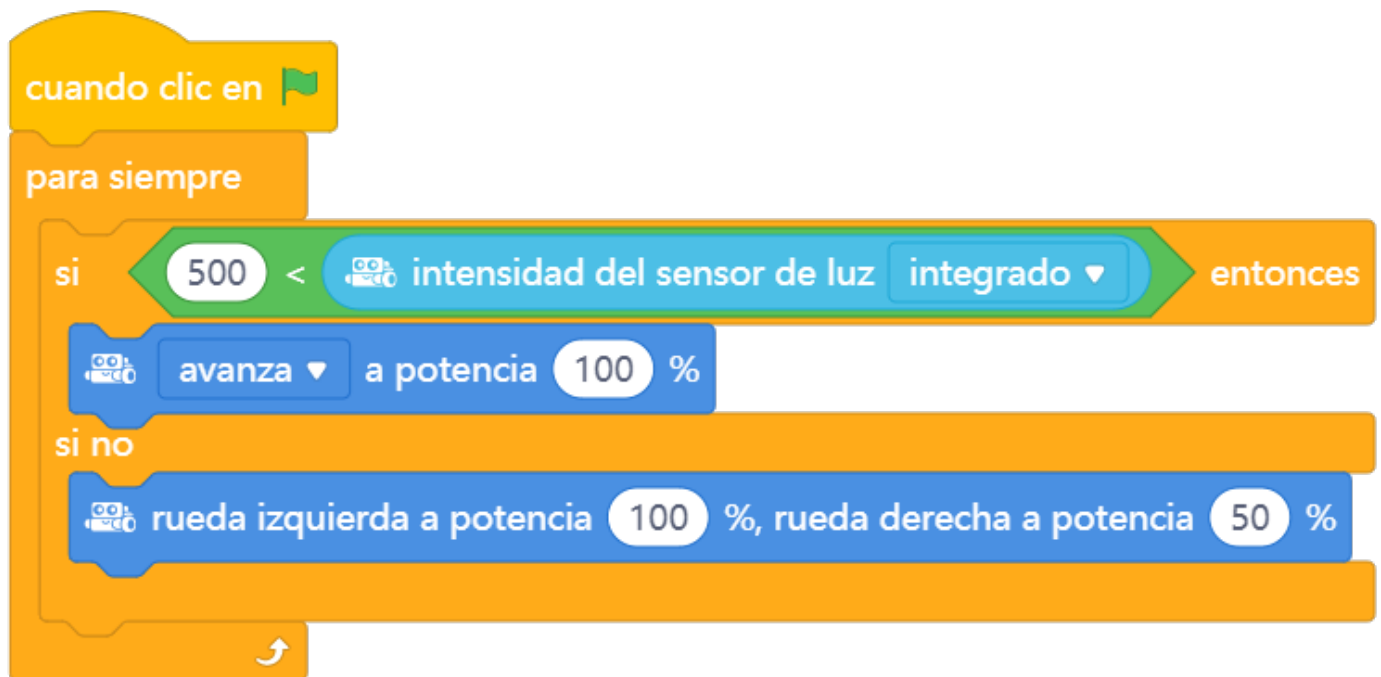 cuando clic en
para siempre
si 500 < intensidad del sensor de luz integrado entonces
avanza a potencia 100 %
si no
rueda izquierda a potencia 100 %, rueda derecha a potencia 50 %